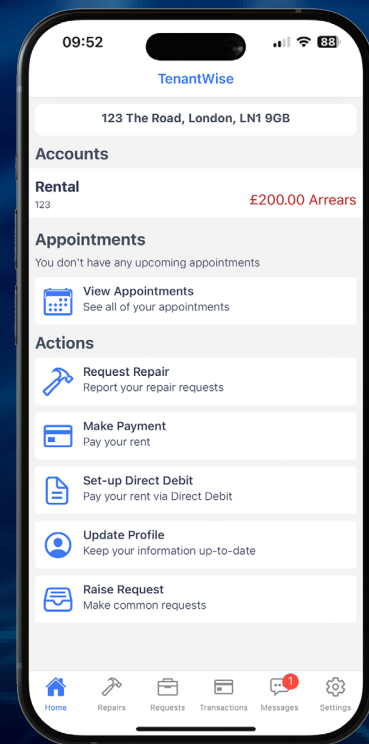 09:52
88
TenantWise
123 The Road, London, LN1 9GB
Accounts
Rental
123
£200.00 Arrears
Appointments
You don't have any upcoming appointments
View Appointments
See all of your appointments
Actions
Request Repair
Report your repair requests
Make Payment
Pay your rent
Set-up Direct Debit
Pay your rent via Direct Debit
Update Profile
Keep your information up-to-date
Raise Request
Make common requests
1
Home
Repairs
Requests
Transactions
Messages
Settings